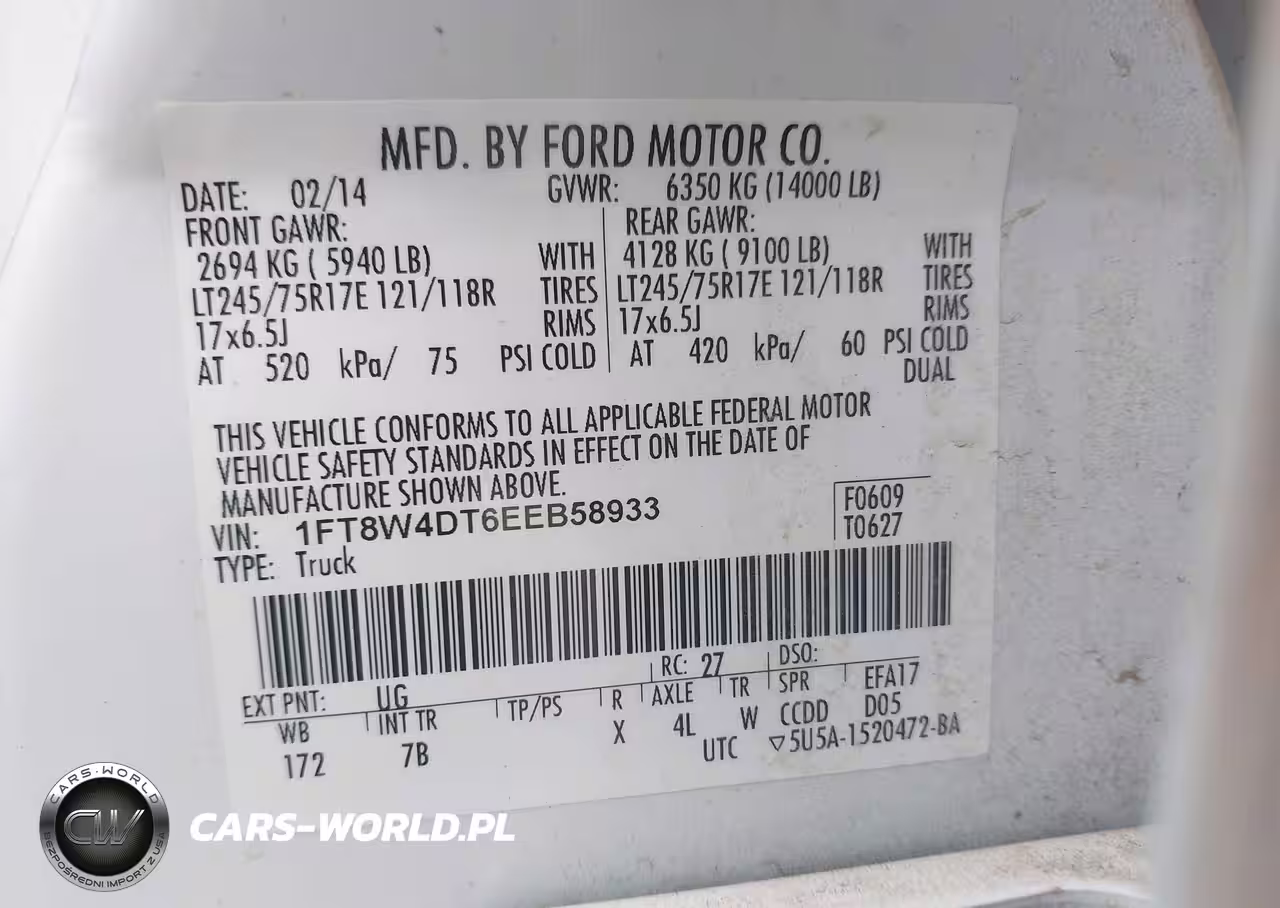 MFD. BY FORD MOTOR CO.
DATE: 02/14 GVWR: 6350 KG (14000 LB)
FRONT GAWR: REAR GAWR:
2694 KG ( 5940 LB) WITH 4128 KG ( 9100 LB) WITH
LT245/75R17E 121/118R TIRES LT245/75R17E 121/118R TIRES
17x6.5J RIMS 17x6.5J RIMS
AT 520 kPa/ 75 PSI COLD AT 420 kPa/ 60 PSI COLD
DUAL
THIS VEHICLE CONFORMS TO ALL APPLICABLE FEDERAL MOTOR
VEHICLE SAFETY STANDARDS IN EFFECT ON THE DATE OF
MANUFACTURE SHOWN ABOVE.
VIN: 1FT8W4DT6EEB58933
F0609
T0627
TYPE: Truck
EXT PNT: UG RC: 27 DSO:
WB INT TR TP/PS R AXLE TR SPR EFA17
172 7B X 4L W CCDD D05
UTC ▽5U5A-1520472-BA
CARS-WORLD
CW
BEZPOŚREDNI IMPORT Z USA
CARS-WORLD.PL